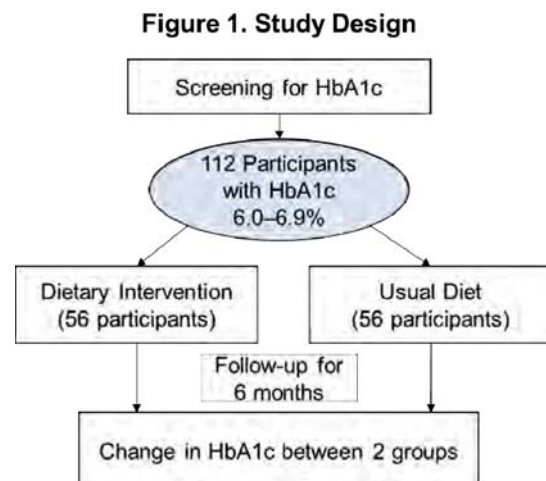 Figure 1. Study Design
Screening for HbA1c
112 Participants
with HbA1c
6.0–6.9%
Dietary Intervention
(56 participants)
Usual Diet
(56 participants)
Follow-up for
6 months
Change in HbA1c between 2 groups